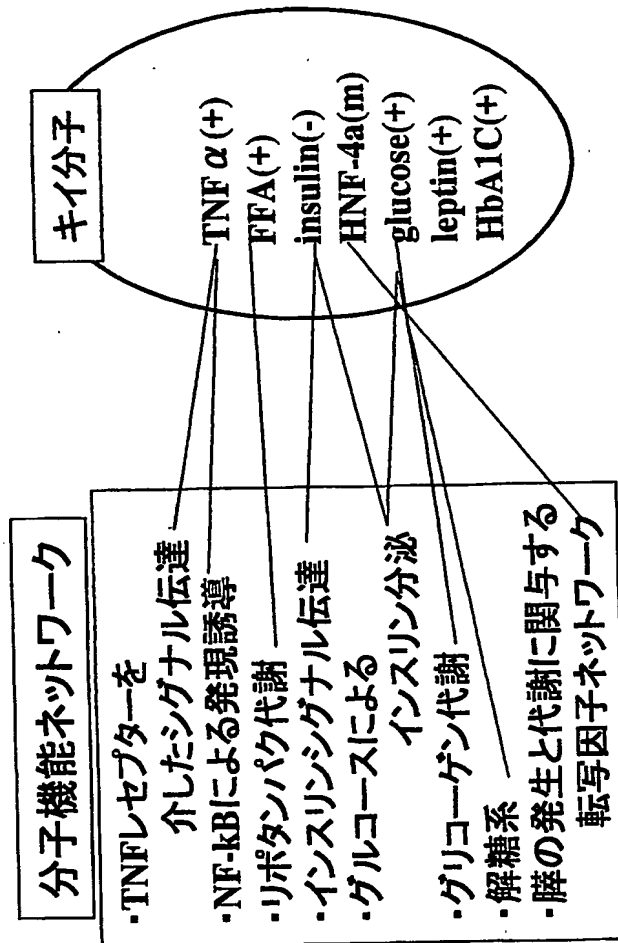 分子機能ネットワーク
・TNFレセプターを
介したシグナル伝達
・NF-kBによる発現誘導
・リポタンパク代謝
・インスリンシグナル伝達
・グルコースによる
インスリン分泌
・グリコーゲン代謝
・解糖系
・膵の発生と代謝に関与する
転写因子ネットワーク
キイ分子
TNF α(+)
FFA(+)
insulin(-)
HNF-4a(m)
glucose(+)
leptin(+)
HbA1C(+)